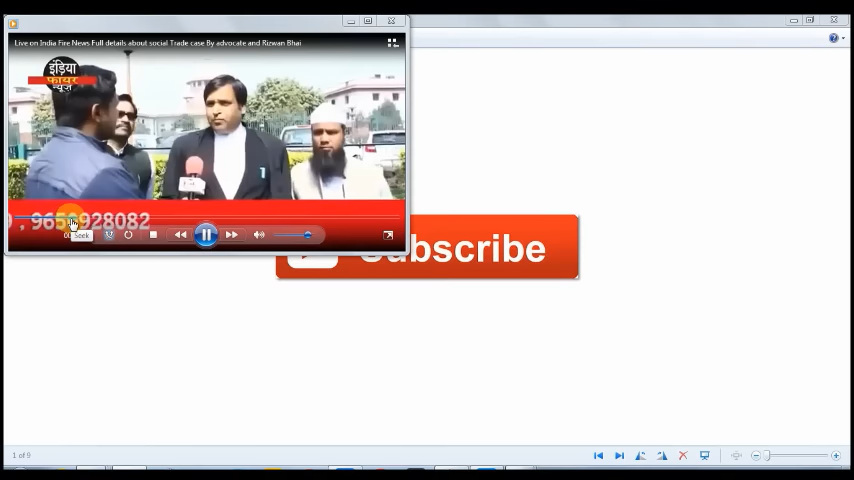 Live on India Fire News Full details about social Trade case By advocate and Rizwan Bhai
इंडिया
फायर
न्यूज़
, 9650928082
Seek
Subscribe
1 of 9